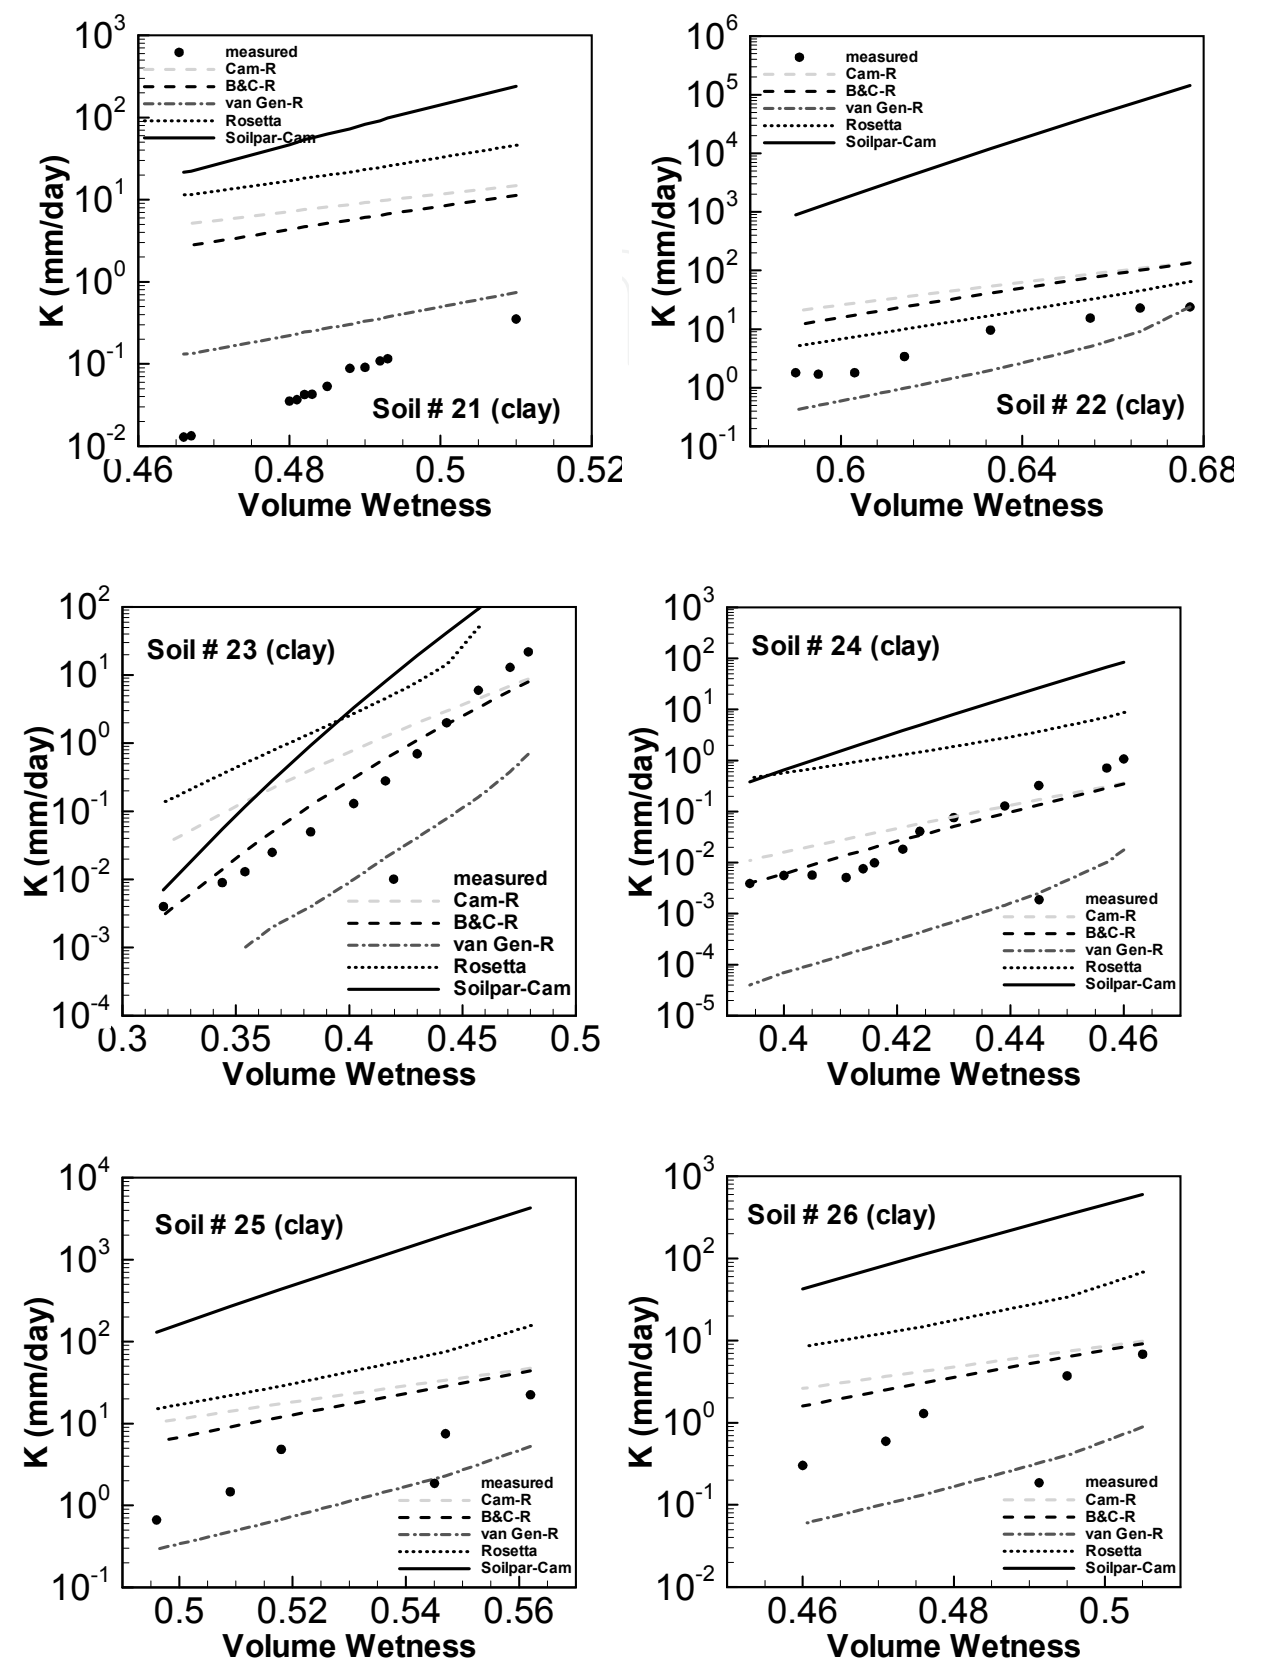 10^3
10^2
10^1
10^0
10^-1
10^-2
K (mm/day)
measured
Cam-R
B&C-R
van Gen-R
Rosetta
Soilpar-Cam
Soil # 21 (clay)
0.46 0.48 0.5 0.52
Volume Wetness
10^6
10^5
10^4
10^3
10^2
10^1
10^0
10^-1
K (mm/day)
measured
Cam-R
B&C-R
van Gen-R
Rosetta
Soilpar-Cam
Soil # 22 (clay)
0.6 0.64 0.68
Volume Wetness
10^2
10^1
10^0
10^-1
10^-2
10^-3
10^-4
K (mm/day)
Soil # 23 (clay)
measured
Cam-R
B&C-R
van Gen-R
Rosetta
Soilpar-Cam
0.3 0.35 0.4 0.45 0.5
Volume Wetness
10^3
10^2
10^1
10^0
10^-1
10^-2
10^-3
10^-4
10^-5
K (mm/day)
Soil # 24 (clay)
measured
Cam-R
B&C-R
van Gen-R
Rosetta
Soilpar-Cam
0.4 0.42 0.44 0.46
Volume Wetness
10^4
10^3
10^2
10^1
10^0
10^-1
K (mm/day)
Soil # 25 (clay)
measured
Cam-R
B&C-R
van Gen-R
Rosetta
Soilpar-Cam
0.5 0.52 0.54 0.56
Volume Wetness
10^3
10^2
10^1
10^0
10^-1
10^-2
K (mm/day)
Soil # 26 (clay)
measured
Cam-R
B&C-R
van Gen-R
Rosetta
Soilpar-Cam
0.46 0.48 0.5
Volume Wetness